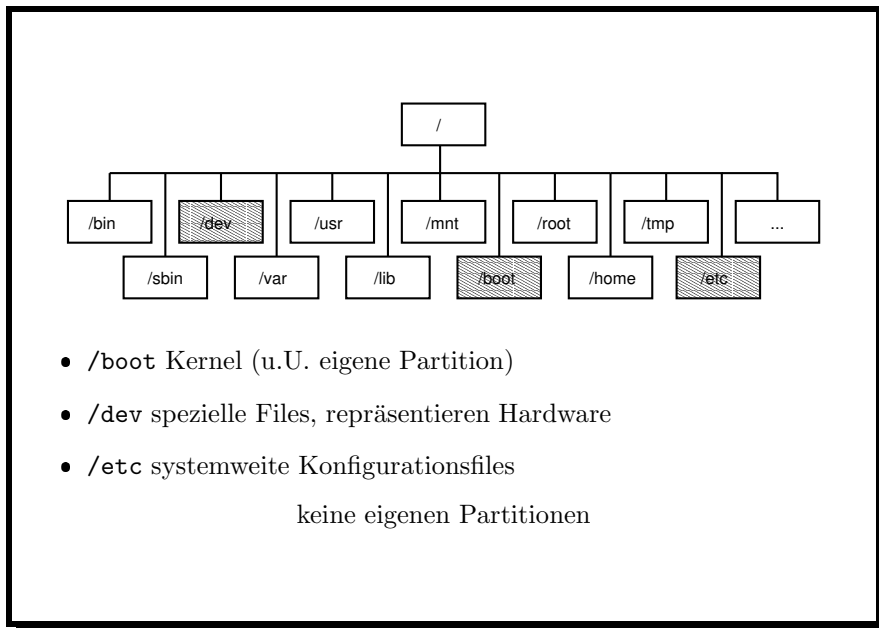 /
/bin /dev /usr /mnt /root /tmp ...
/sbin /var /lib /boot /home /etc
• /boot Kernel (u.U. eigene Partition)
• /dev spezielle Files, repräsentieren Hardware
• /etc systemweite Konfigurationsfiles
keine eigenen Partitionen